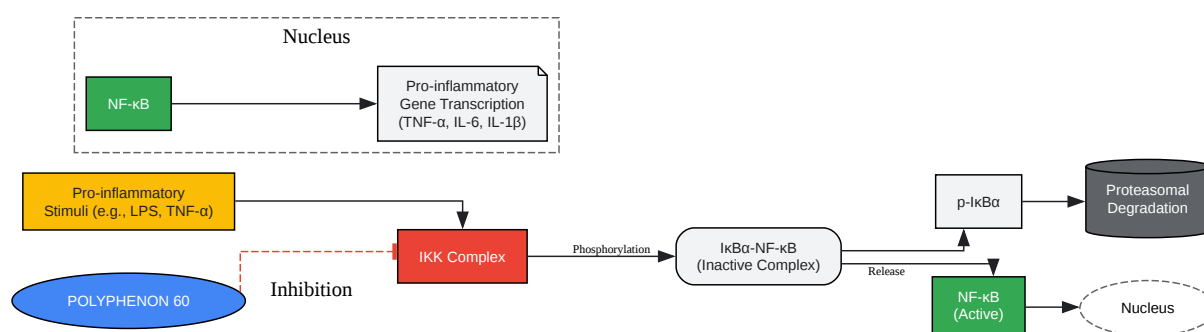 Nucleus
NF-κB
Pro-inflammatory
Gene Transcription
(TNF-α, IL-6, IL-1β)
Pro-inflammatory
Stimuli (e.g., LPS, TNF-α)
POLYPHENON 60
Inhibition
IKK Complex
Phosphorylation
IκBα-NF-κB
(Inactive Complex)
Release
p-IκBα
Proteasomal
Degradation
NF-κB
(Active)
Nucleus